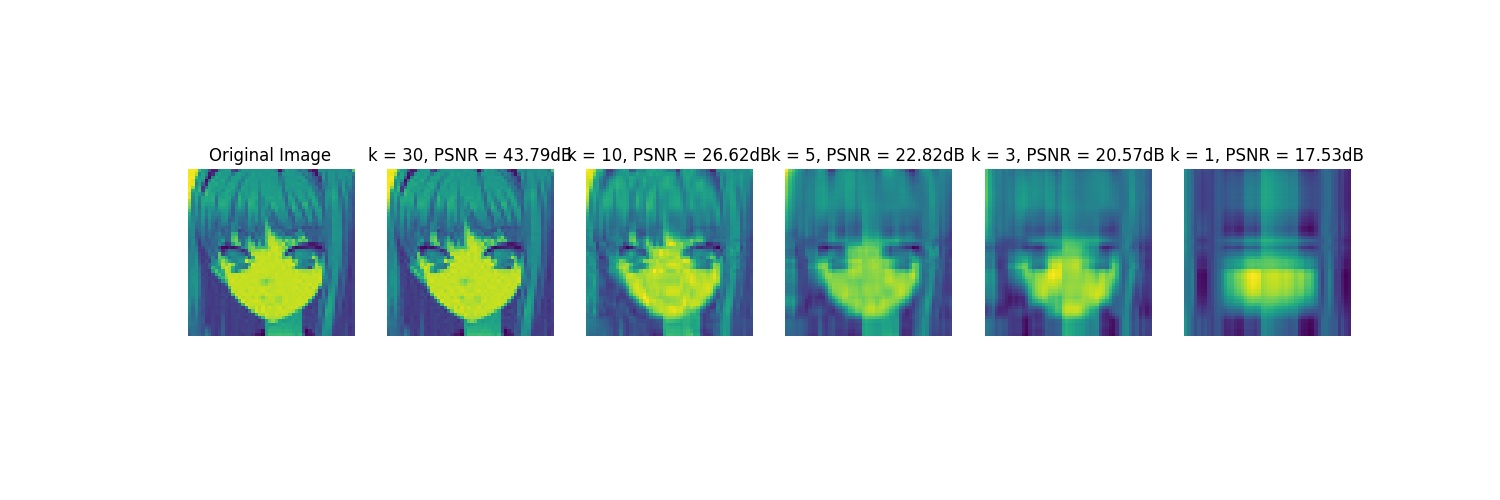 Original Image
k = 30, PSNR = 43.79dB
k = 10, PSNR = 26.62dB
k = 5, PSNR = 22.82dB
k = 3, PSNR = 20.57dB
k = 1, PSNR = 17.53dB